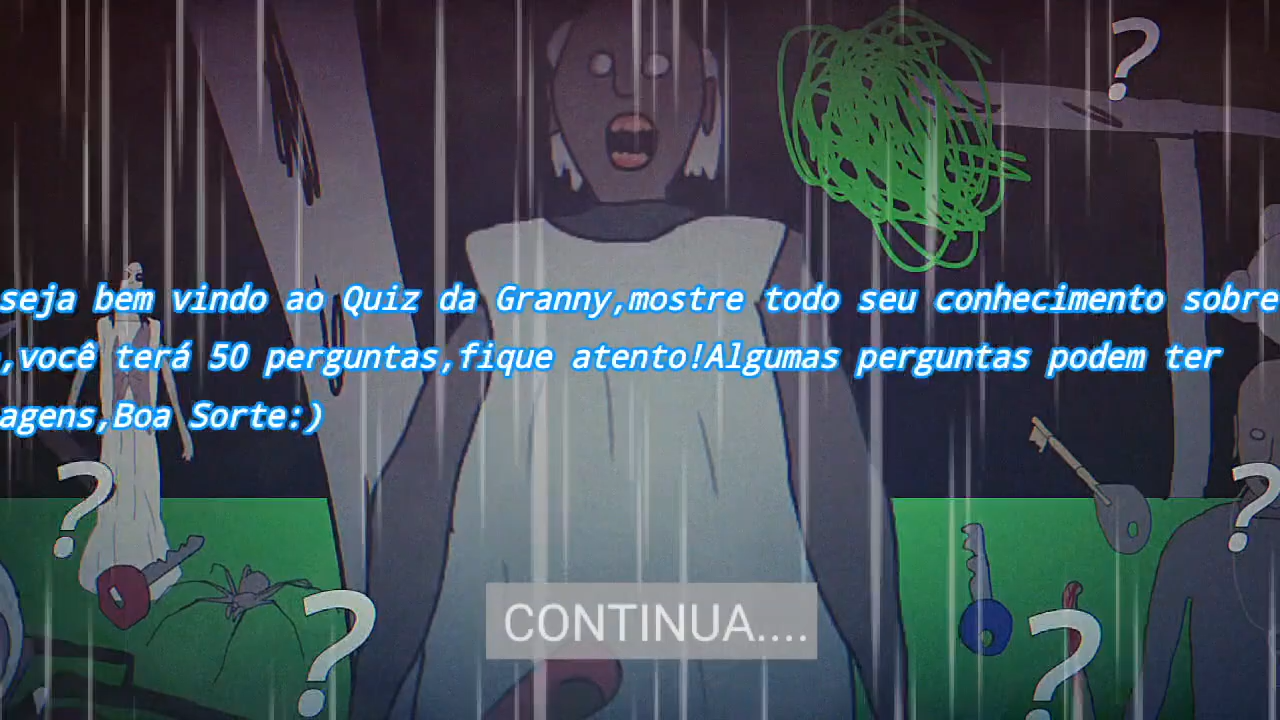 ?
seja bem vindo ao Quiz da Granny,mostre todo seu conhecimento sobre
,você terá 50 perguntas,fique atento!Algumas perguntas podem ter
agens,Boa Sorte:)
?
?
?
?
CONTINUA....